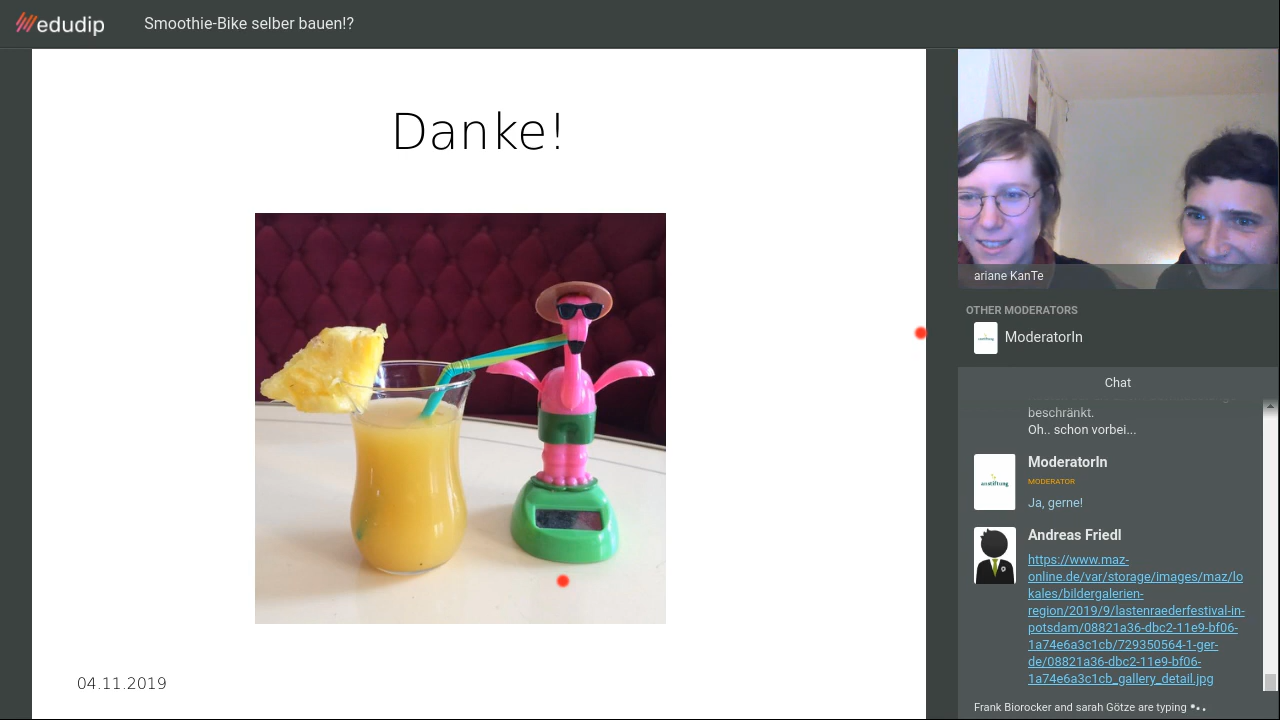 edudip
Smoothie-Bike selber bauen!?
Danke!
04.11.2019
ariane KanTe
OTHER MODERATORS
ModeratorIn
Chat
beschränkt.
Oh.. schon vorbei...
ModeratorIn
MODERATOR
Ja, gerne!
Andreas Friedl
https://www.maz-
online.de/var/storage/images/maz/lo
kales/bildergalerien-
region/2019/9/lastenraederfestival-in-
potsdam/08821a36-dbc2-11e9-bf06-
1a74e6a3c1cb/729350564-1-ger-
de/08821a36-dbc2-11e9-bf06-
1a74e6a3c1cb_gallery_detail.jpg
Frank Biorocker and sarah Götze are typing